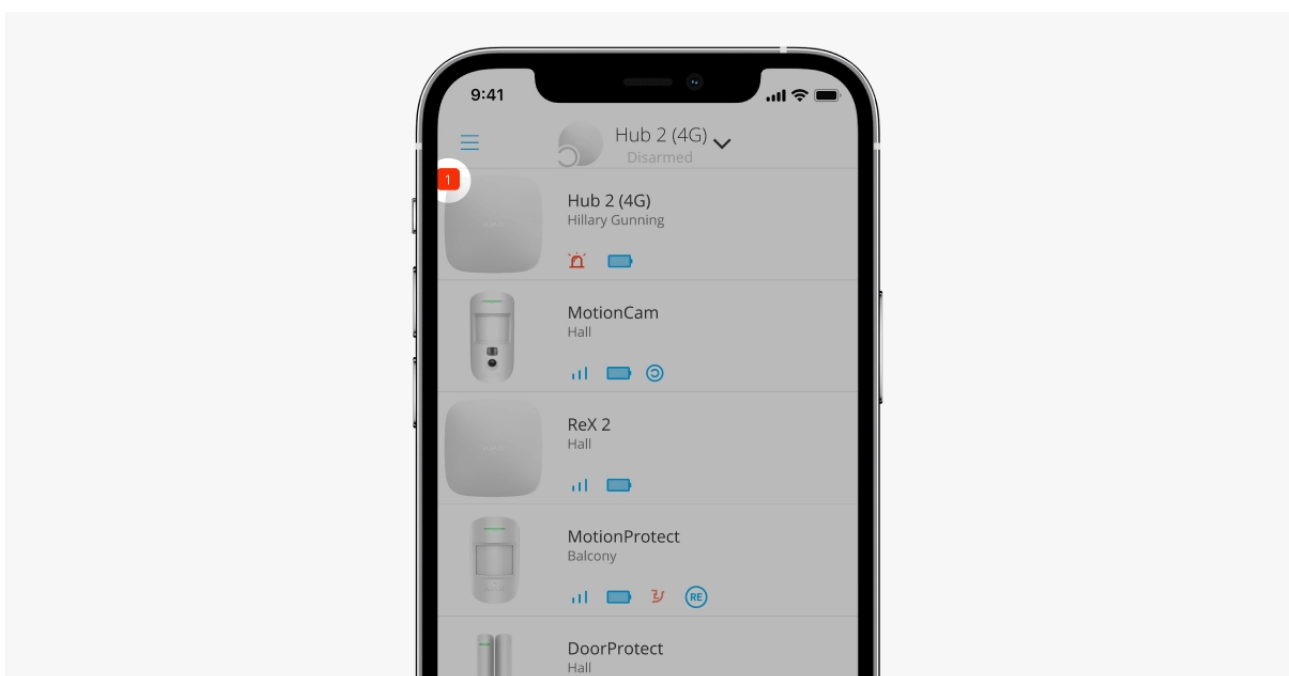 9:41
Hub 2 (4G)
Disarmed
1
Hub 2 (4G)
Hillary Gunning
MotionCam
Hall
ReX 2
Hall
MotionProtect
Balcony
RE
DoorProtect
Hall